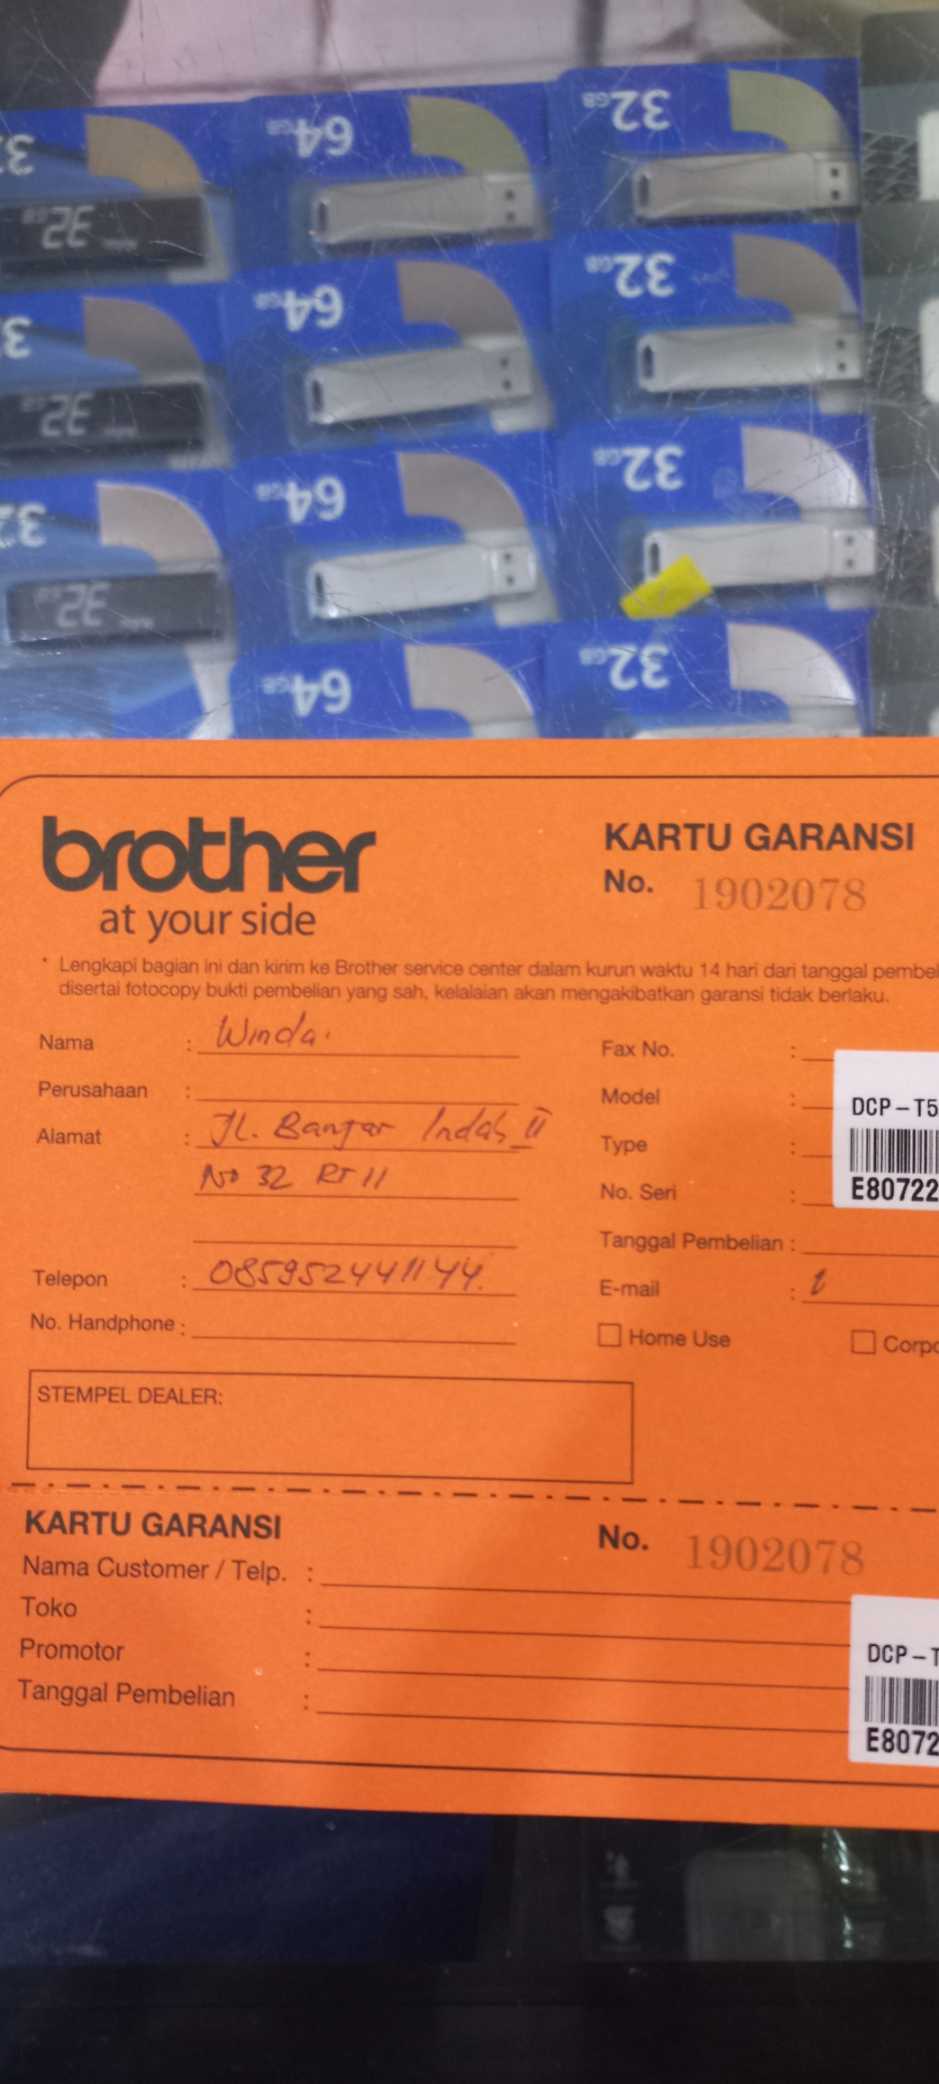 32GB
64GB
32
32GB
32GB
64GB
32
32GB
32GB
64GB
32
32GB
32GB
64GB
brother
at your side
KARTU GARANSI
No. 1902078
* Lengkapi bagian ini dan kirim ke Brother service center dalam kurun waktu 14 hari dari tanggal pembel
disertai fotocopy bukti pembelian yang sah, kelalaian akan mengakibatkan garansi tidak berlaku.
Nama : Winda.
Perusahaan :
Alamat : JL. Banjar Indah II
No 32 RT 11
Telepon : 085952441144.
No. Handphone :
Fax No. :
Model :
Type :
No. Seri :
DCP-T5
E80722
Tanggal Pembelian :
E-mail :
Home Use
Corpo
STEMPEL DEALER:
KARTU GARANSI
No. 1902078
Nama Customer / Telp. :
Toko :
Promotor :
Tanggal Pembelian :
DCP-T
E8072